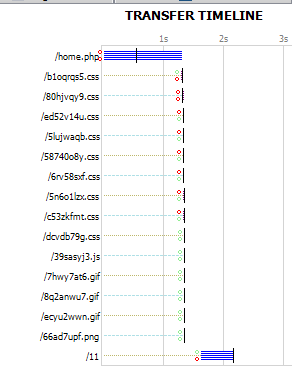 TRANSFER TIMELINE
1s 2s 3s
/home.php
/b1oqrqs5.css
/80hjvqy9.css
/ed52v14u.css
/5lujwaqb.css
/58740o8y.css
/6rv58sxf.css
/5n6o1lzx.css
/c53zkfmt.css
/dcvdb79g.css
/39sasyj3.js
/7hwy7at6.gif
/8q2anwu7.gif
/ecyu2wwn.gif
/66ad7upf.png
/11